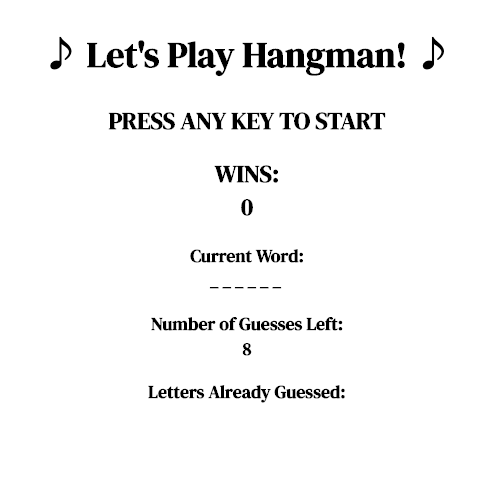 ♪ Let's Play Hangman! ♪
PRESS ANY KEY TO START
WINS:
0
Current Word:
_ _ _ _ _ _
Number of Guesses Left:
8
Letters Already Guessed: